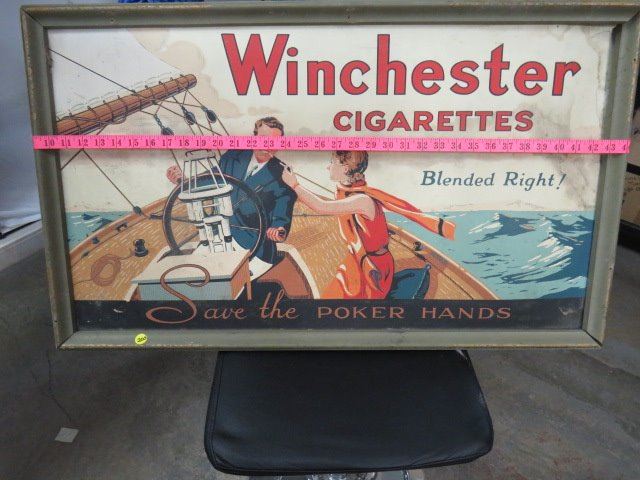 Winchester
CIGARETTES
10 11 12 13 14 15 16 17 18 19 20 21 22 23 24 25 26 27 28 29 30 31 32 33 34 35 36 37 38 39 40 41 42 43 4
Blended Right!
Save the POKER HANDS